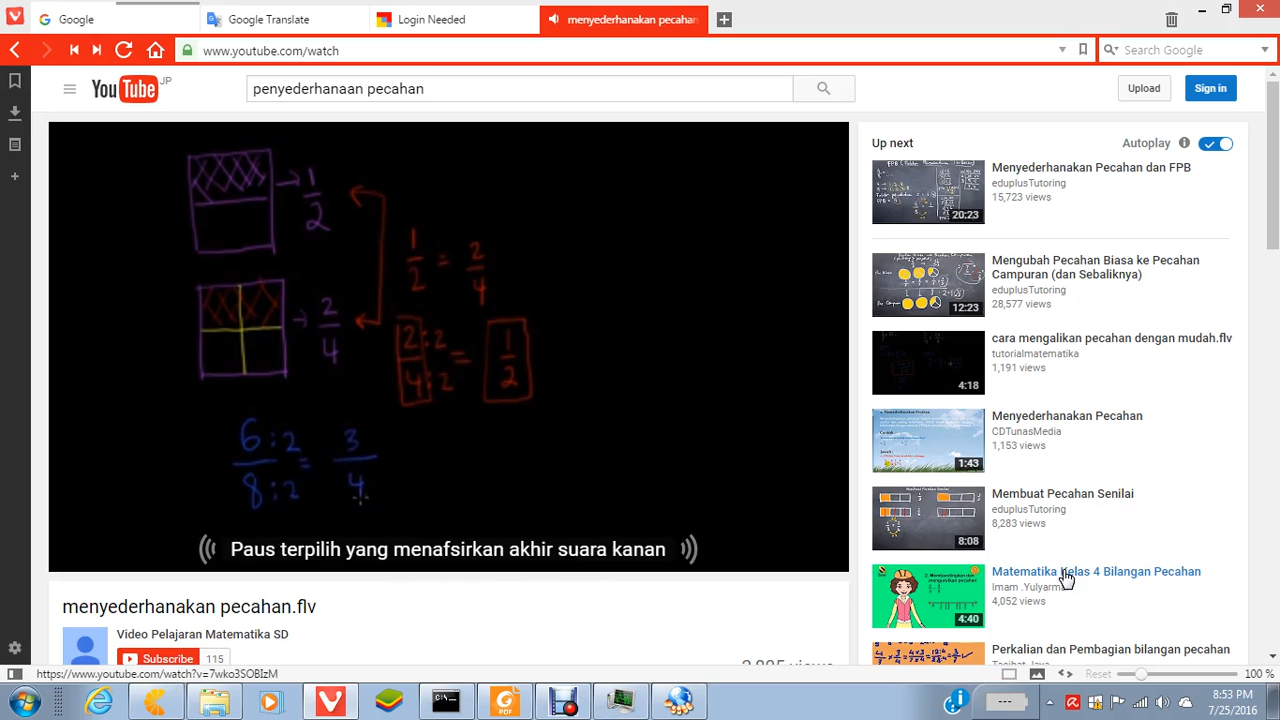 Google
Google Translate
Login Needed
menyederhanakan pecahan
www.youtube.com/watch
Search Google
YouTube JP
penyederhanaan pecahan
Upload
Sign in
Up next
Autoplay
Menyederhanakan Pecahan dan FPB
eduplusTutoring
15,723 views
20:23
Mengubah Pecahan Biasa ke Pecahan
Campuran (dan Sebaliknya)
eduplusTutoring
28,577 views
12:23
cara mengalikan pecahan dengan mudah.flv
tutorialmatematika
1,191 views
4:18
Menyederhanakan Pecahan
CDTunasMedia
1,153 views
1:43
Membuat Pecahan Senilai
eduplusTutoring
8,283 views
8:08
Matematika Kelas 4 Bilangan Pecahan
Imam .Yulyarma
4,052 views
4:40
Perkalian dan Pembagian bilangan pecahan
2
1/2 = 2/4
2/4
2:2/4:2 = 1/2
8:2 = 4
Paus terpilih yang menafsirkan akhir suara kanan
menyederhanakan pecahan.flv
Video Pelajaran Matematika SD
Subscribe 115
https://www.youtube.com/watch?v=7wko3SOBIzM
Reset
100 %
8:53 PM
7/25/2016